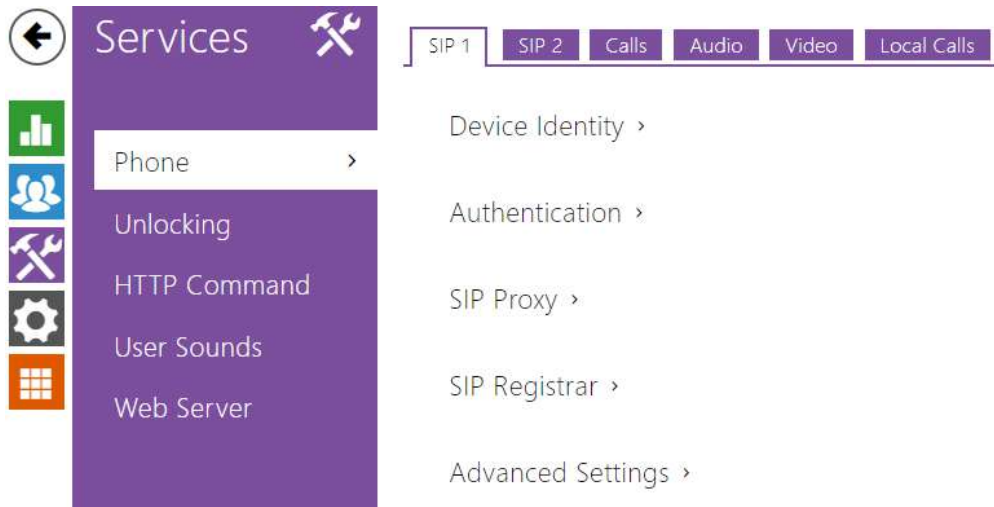 Services
Phone
Unlocking
HTTP Command
User Sounds
Web Server
SIP 1 SIP 2 Calls Audio Video Local Calls
Device Identity ›
Authentication ›
SIP Proxy ›
SIP Registrar ›
Advanced Settings ›